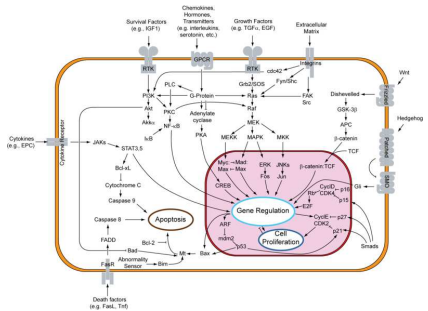 Survival Factors
(e.g., IGF1)
Chemokines,
Hormones,
Transmitters
(e.g. interleukins,
serotonin, etc.)
Growth Factors
(e.g. TGFα, EGF)
Extracellular
Matrix
RTK
GPCR
RTK
Integrins
cdc42
Wnt
Frizzled
Hedgehog
Patched
SMO
Cytokines
(e.g., EPC)
Cytokine Receptor
PLC
PI3K
G-Protein
Grb2/SOS
Ras
Fyn/Shc
FAK
Src
Dishevelled
GSK-3β
APC
β-catenin
TCF
Akt
PKC
Adenylate
cyclase
Raf
Akkα
NF-κB
IκB
PKA
MEK
MEKK
MAPK
MKK
JAKs
STAT3,5
Myc
Mad
Max
Max
ERK
Fos
JNKs
Jun
β-catenin:TCF
CREB
Gli
Bcl-xL
Cytochrome C
Caspase 9
Caspase 8
Apoptosis
FADD
Bcl-2
Bad
Mt
Bax
Abnormality
Sensor
Bim
FasR
Death factors
(e.g. FasL, Tnf)
Gene Regulation
Cell
Proliferation
ARF
mdm2
p53
Rb
E2F
CyclD
CDK4
p16
p15
CyclE
CDK2
p27
p21
Smads